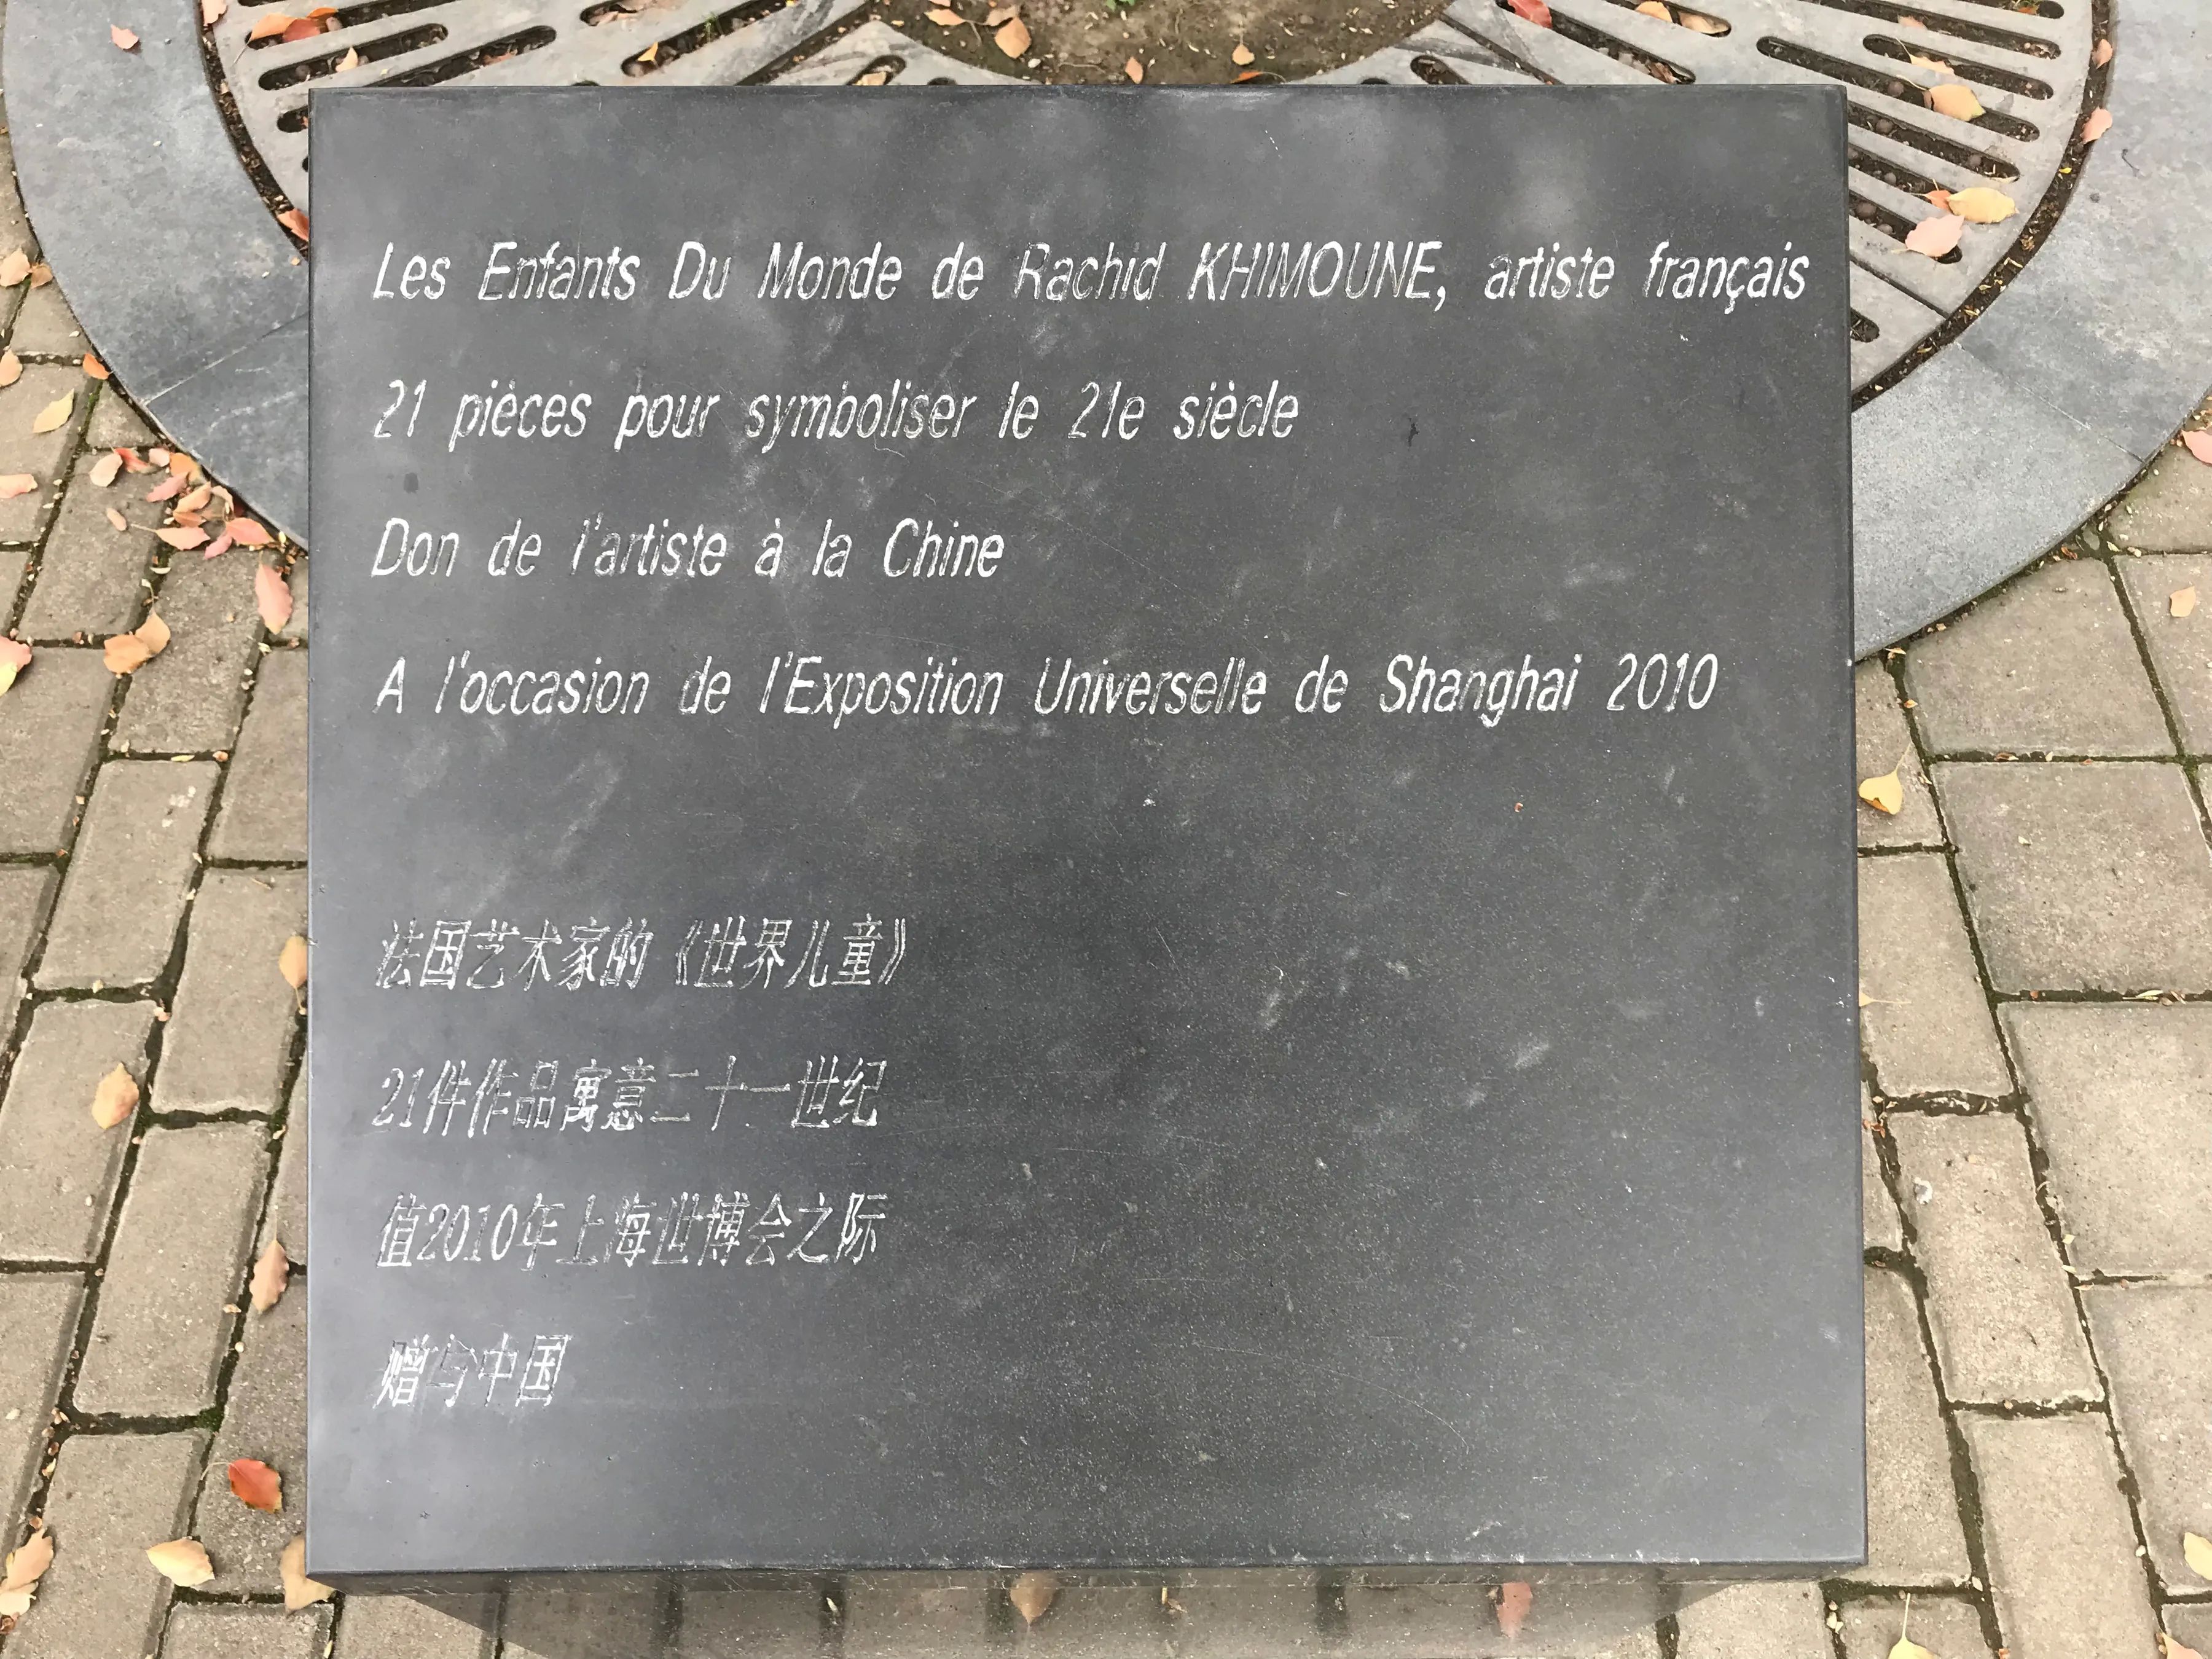 Les Enfants Du Monde de Rachid KHIMOUNE, artiste français
21 pièces pour symboliser le 21e siècle
Don de l'artiste à la Chine
A l'occasion de l'Exposition Universelle de Shanghai 2010
法国艺术家的《世界儿童》
21件作品寓意二十一世纪
值2010年上海世博会之际
赠与中国